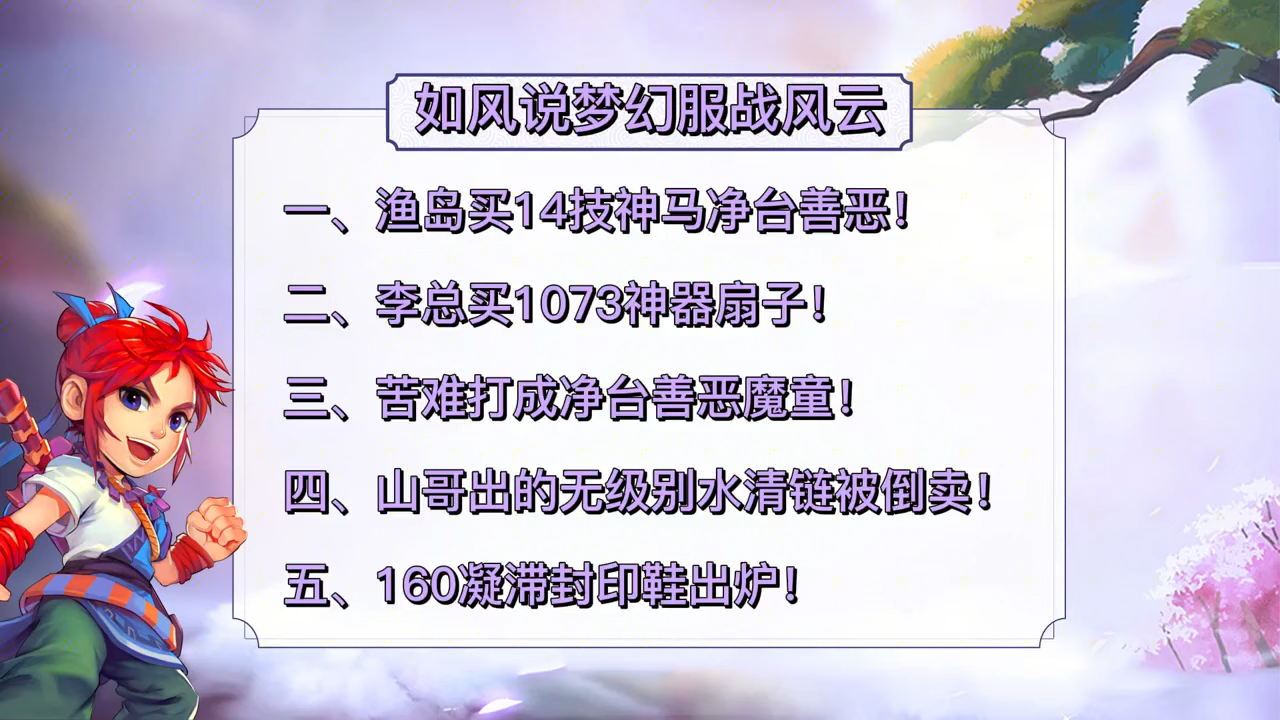 如风说梦幻服战风云
一、渔岛买14技神马净台善恶！
二、李总买1073神器扇子！
三、苦难打成净台善恶魔童！
四、山哥出的无级别水清链被倒卖！
五、160凝滞封印鞋出炉！